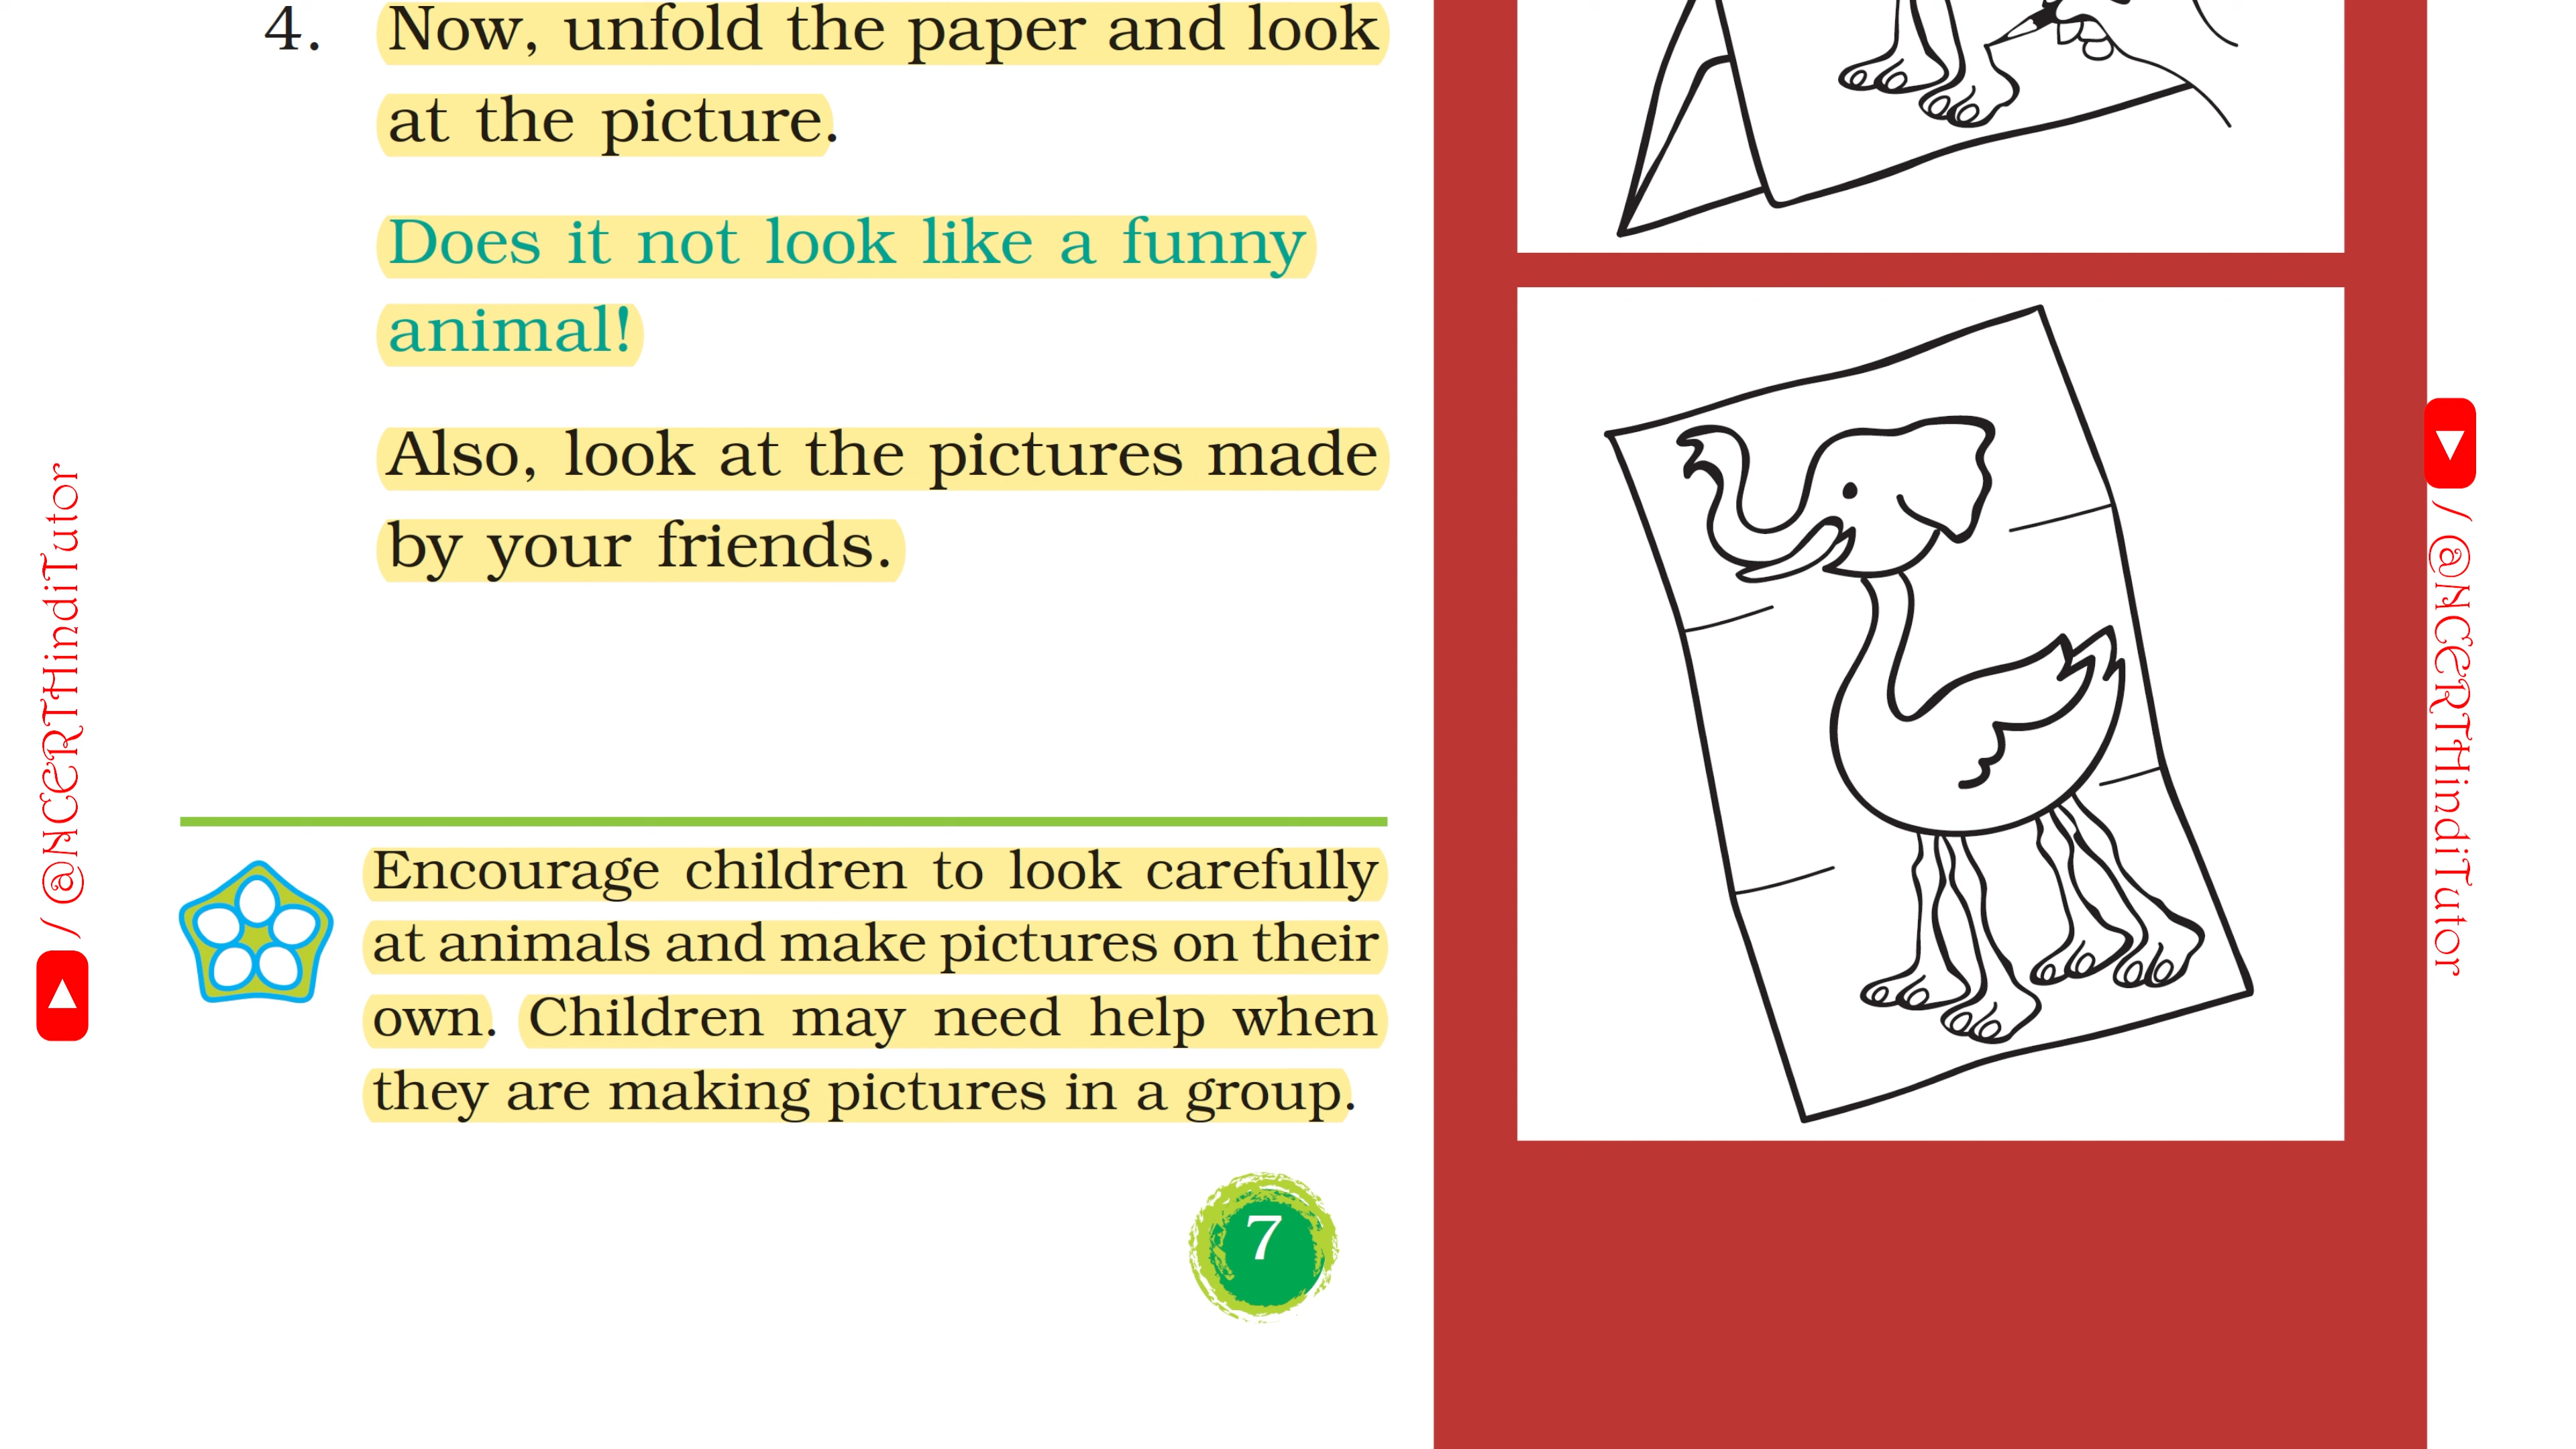 4. Now, unfold the paper and look
at the picture.
Does it not look like a funny
animal!
Also, look at the pictures made
by your friends.
Encourage children to look carefully
at animals and make pictures on their
own. Children may need help when
they are making pictures in a group.
7
/ @NCERTHindiTutor
/ @NCERTHindiTutor